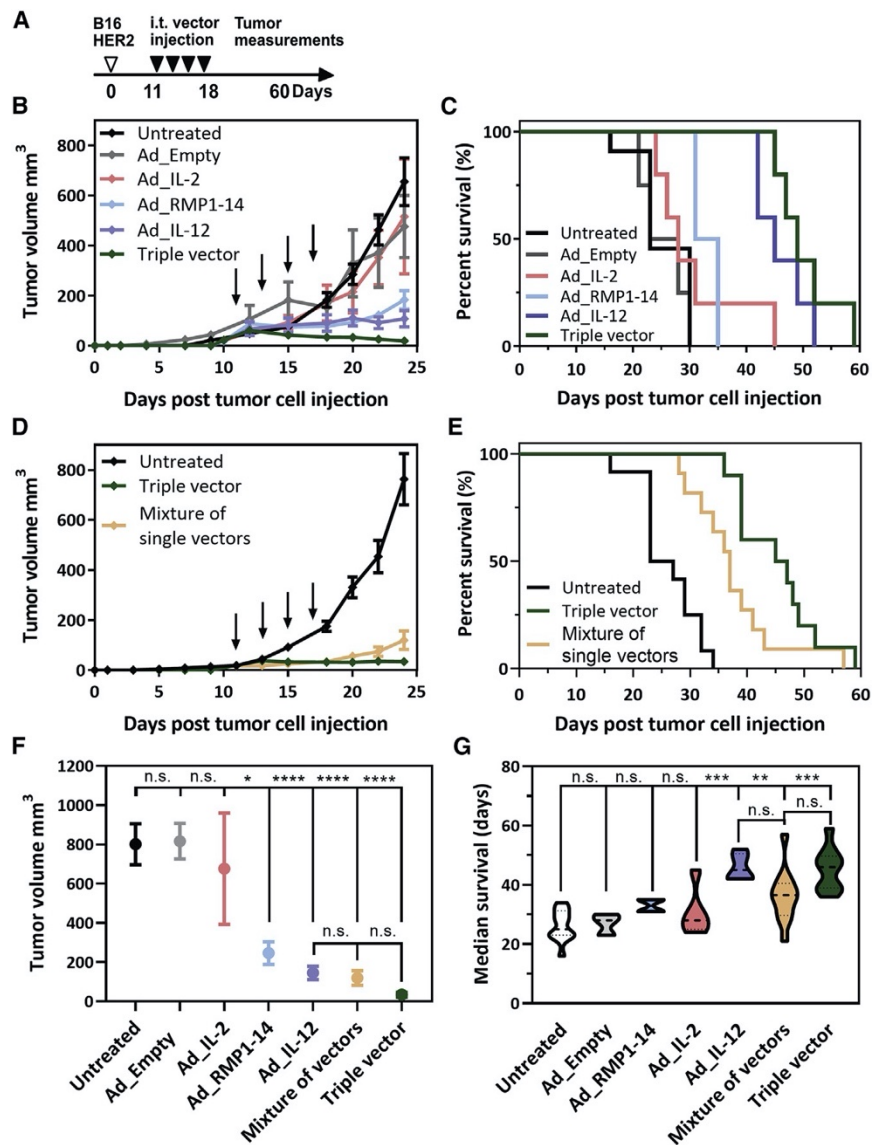 A
B16
HER2
i.t. vector
injection
Tumor
measurements
0
11
18
60 Days
B
Tumor volume mm3
800
600
400
200
0
Untreated
Ad_Empty
Ad_IL-2
Ad_RMP1-14
Ad_IL-12
Triple vector
0 5 10 15 20 25
Days post tumor cell injection
C
Percent survival (%)
100
50
0
Untreated
Ad_Empty
Ad_IL-2
Ad_RMP1-14
Ad_IL-12
Triple vector
0 10 20 30 40 50 60
Days post tumor cell injection
D
Tumor volume mm3
800
600
400
200
0
Untreated
Triple vector
Mixture of
single vectors
0 5 10 15 20 25
Days post tumor cell injection
E
Percent survival (%)
100
50
0
Untreated
Triple vector
Mixture of
single vectors
0 10 20 30 40 50 60
Days post tumor cell injection
F
Tumor volume mm3
1200
1000
800
600
400
200
0
n.s. n.s. * **** **** ****
n.s. n.s.
Untreated
Ad_Empty
Ad_IL-2
Ad_RMP1-14
Ad_IL-12
Mixture of vectors
Triple vector
G
Median survival (days)
80
60
40
20
0
n.s. n.s. n.s. *** ** ***
n.s. n.s.
Untreated
Ad_Empty
Ad_RMP1-14
Ad_IL-2
Ad_IL-12
Mixture of vectors
Triple vector